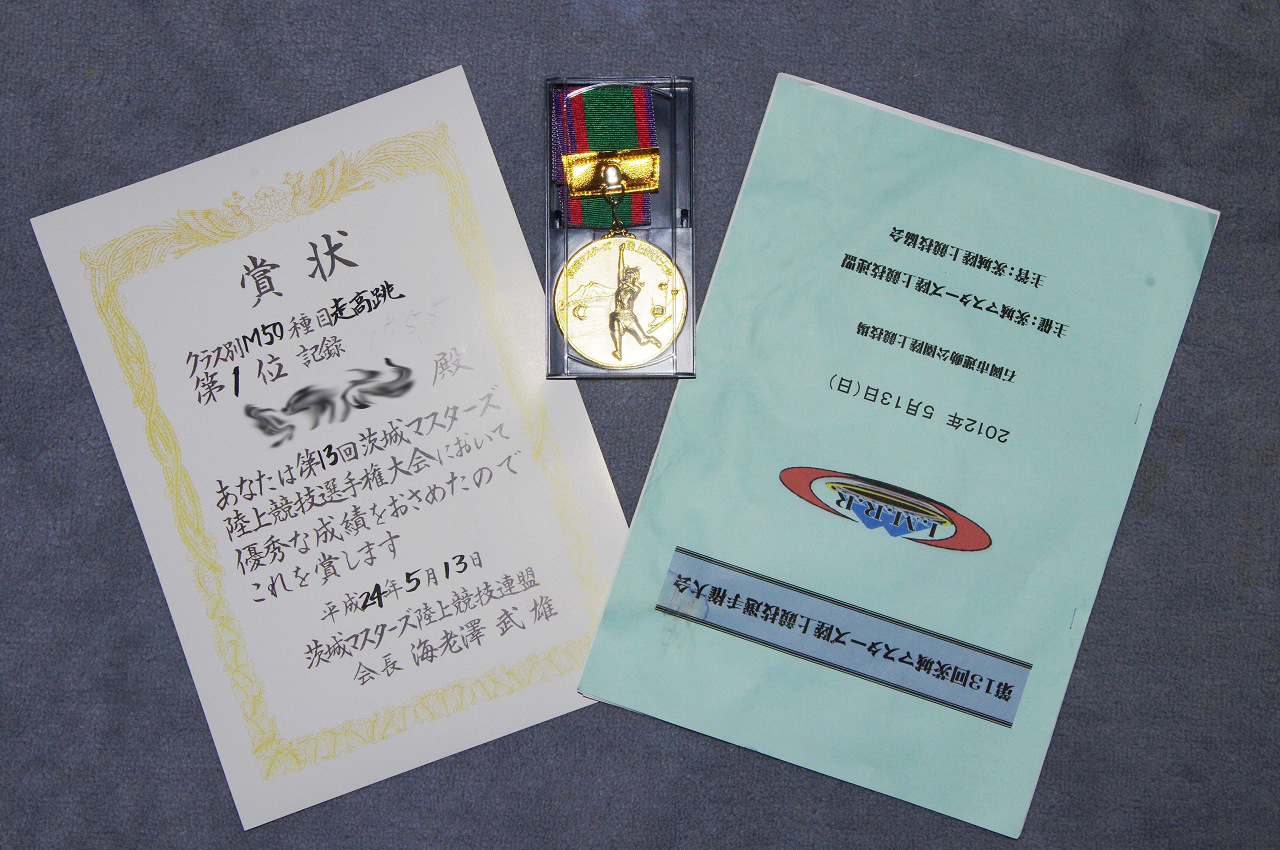 賞状
クラス別M50種目走高跳
第1位 記録
殿
あなたは第13回茨城マスターズ
陸上競技選手権大会において
優秀な成績をおさめたので
これを賞します
平成24年5月13日
茨城マスターズ陸上競技連盟
会長 海老澤 武雄
第13回茨城マスターズ陸上競技選手権大会
I.M.R.R
2012年 5月13日(日)
石岡市運動公園陸上競技場
主催:茨城マスターズ陸上競技連盟
主管:茨城陸上競技協会